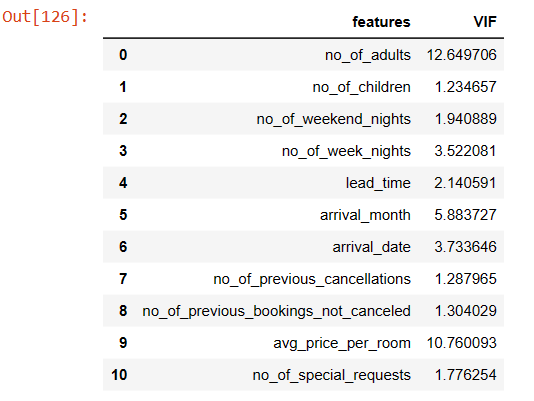 Out[126]:
features VIF
0 no_of_adults 12.649706
1 no_of_children 1.234657
2 no_of_weekend_nights 1.940889
3 no_of_week_nights 3.522081
4 lead_time 2.140591
5 arrival_month 5.883727
6 arrival_date 3.733646
7 no_of_previous_cancellations 1.287965
8 no_of_previous_bookings_not_canceled 1.304029
9 avg_price_per_room 10.760093
10 no_of_special_requests 1.776254